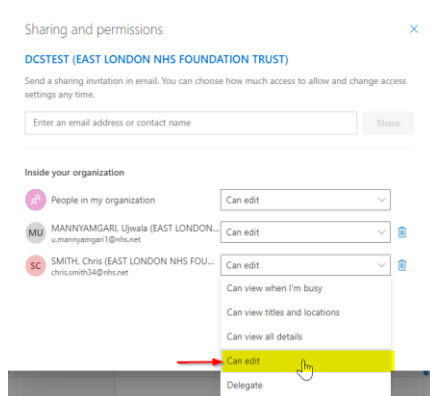 Sharing and permissions
DCSTEST (EAST LONDON NHS FOUNDATION TRUST)
Send a sharing invitation in email. You can choose how much access to allow and change access
settings any time.
Enter an email address or contact name
Share
Inside your organization
People in my organization
Can edit
MU
MANNYAMGARI, Ujwala (EAST LONDON...
u.mannyamgari1@nhs.net
Can edit
SC
SMITH, Chris (EAST LONDON NHS FOU...
chris.smith34@nhs.net
Can edit
Can view when I'm busy
Can view titles and locations
Can view all details
Can edit
Delegate